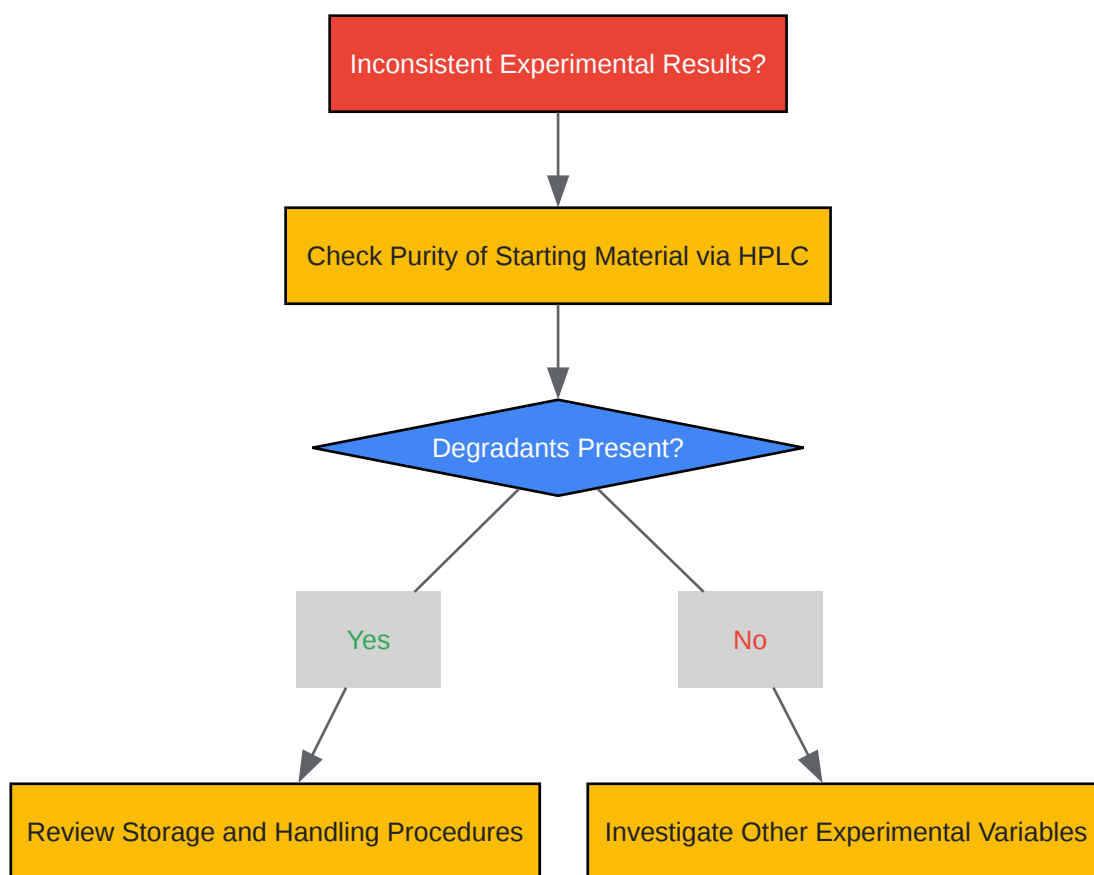 Inconsistent Experimental Results?
Check Purity of Starting Material via HPLC
Degradants Present?
Yes
No
Review Storage and Handling Procedures
Investigate Other Experimental Variables